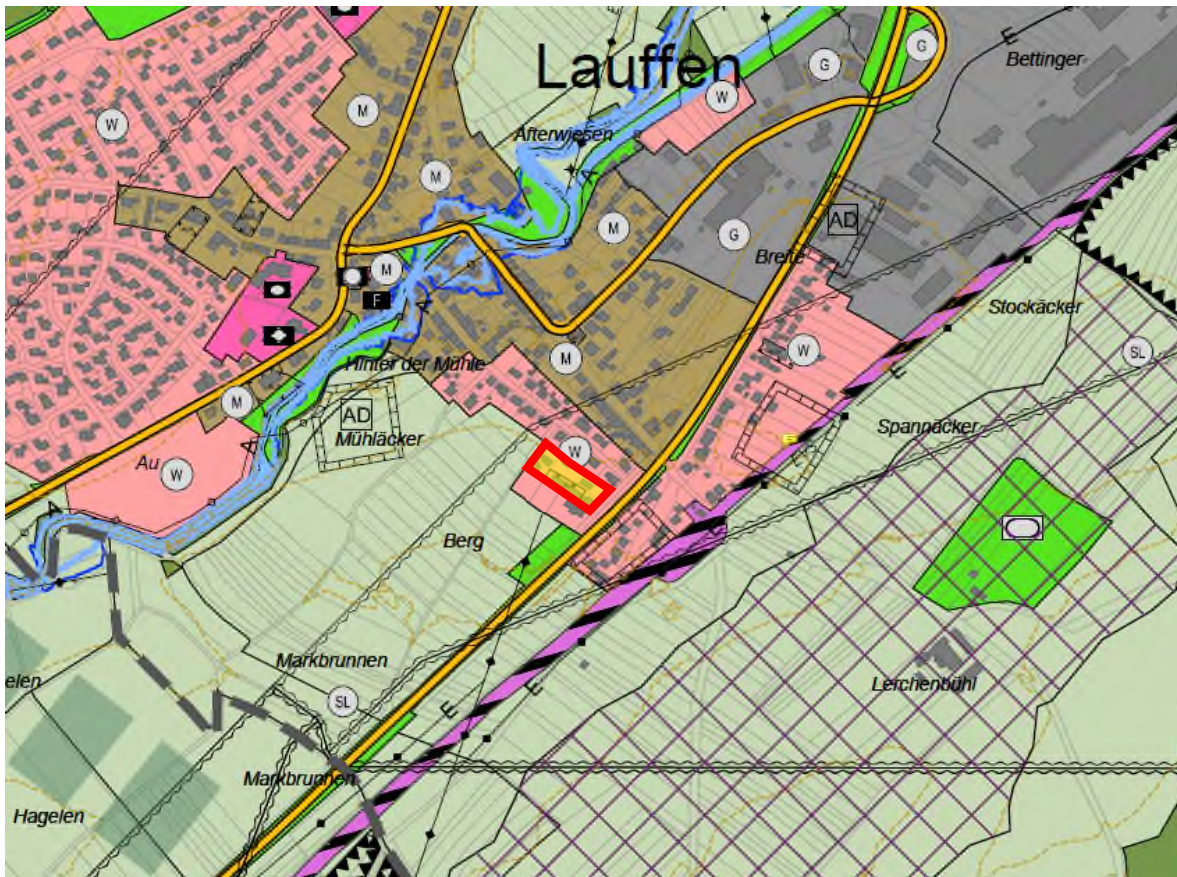 Lauffen
G
G
E
Bettinger
W
W
M
Afterwiesen
A
M
M
G
AD
Breite
M
F
A
Stockäcker
Hinter der Mühle
M
W
SL
E
M
AD
Mühläcker
Spannäcker
A
Au
W
W
A
E
Berg
Markbrunnen
elen
SL
E
E
Lerchenbühl
Markbrunnen
Hagelen